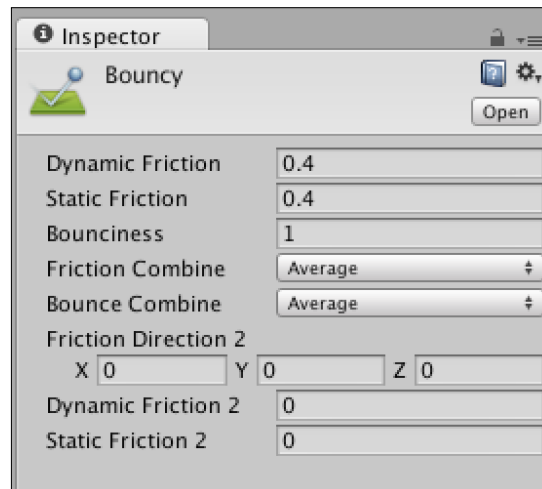 Inspector
Bouncy
Open
Dynamic Friction 0.4
Static Friction 0.4
Bounciness 1
Friction Combine Average
Bounce Combine Average
Friction Direction 2
X 0 Y 0 Z 0
Dynamic Friction 2 0
Static Friction 2 0